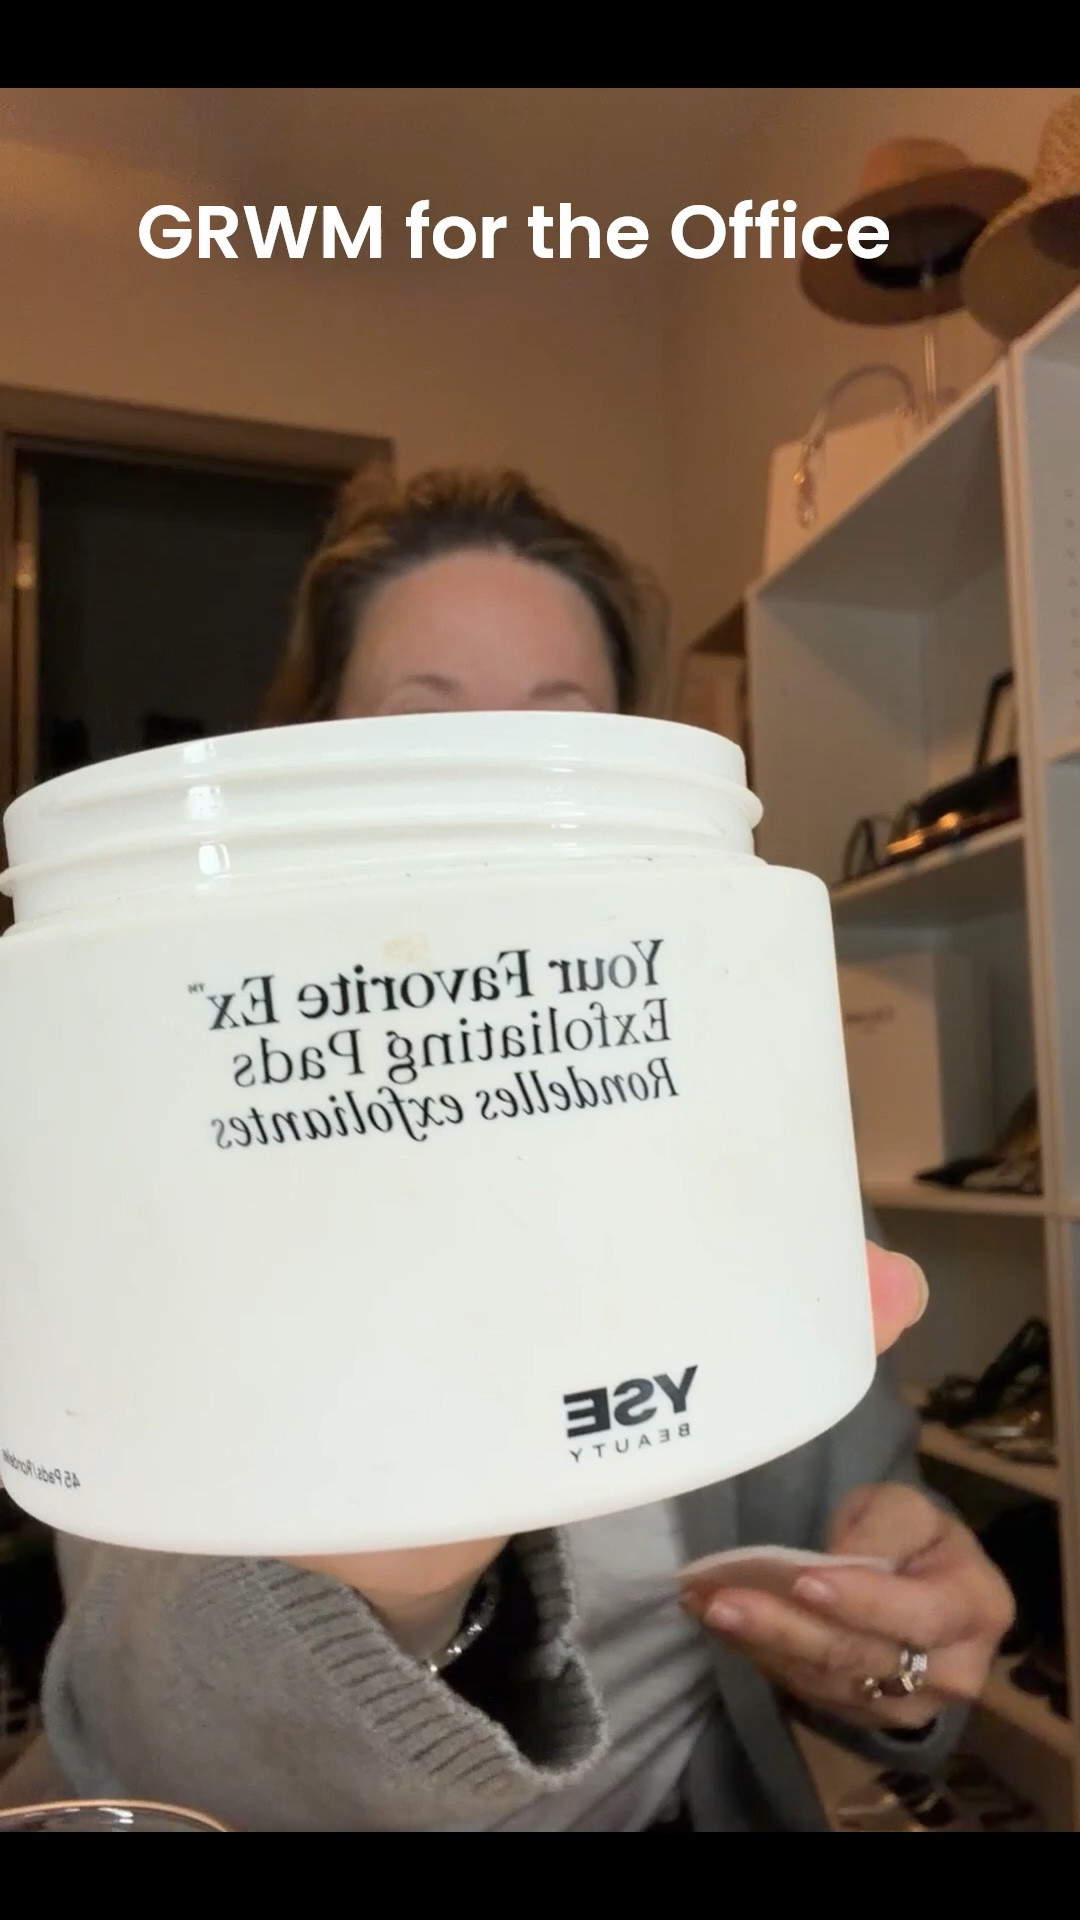 GRWM for the Office
Your Favorite Ex™
Exfoliating Pads
Rondelles exfoliantes
YSE
BEAUTY
45 Pads/